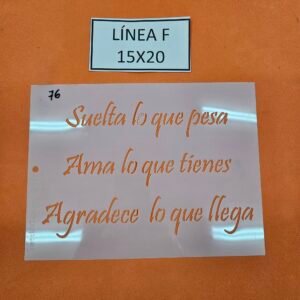 LÍNEA F
15X20
76
Suelta lo que pesa
Ama lo que tienes
Agradece lo que llega